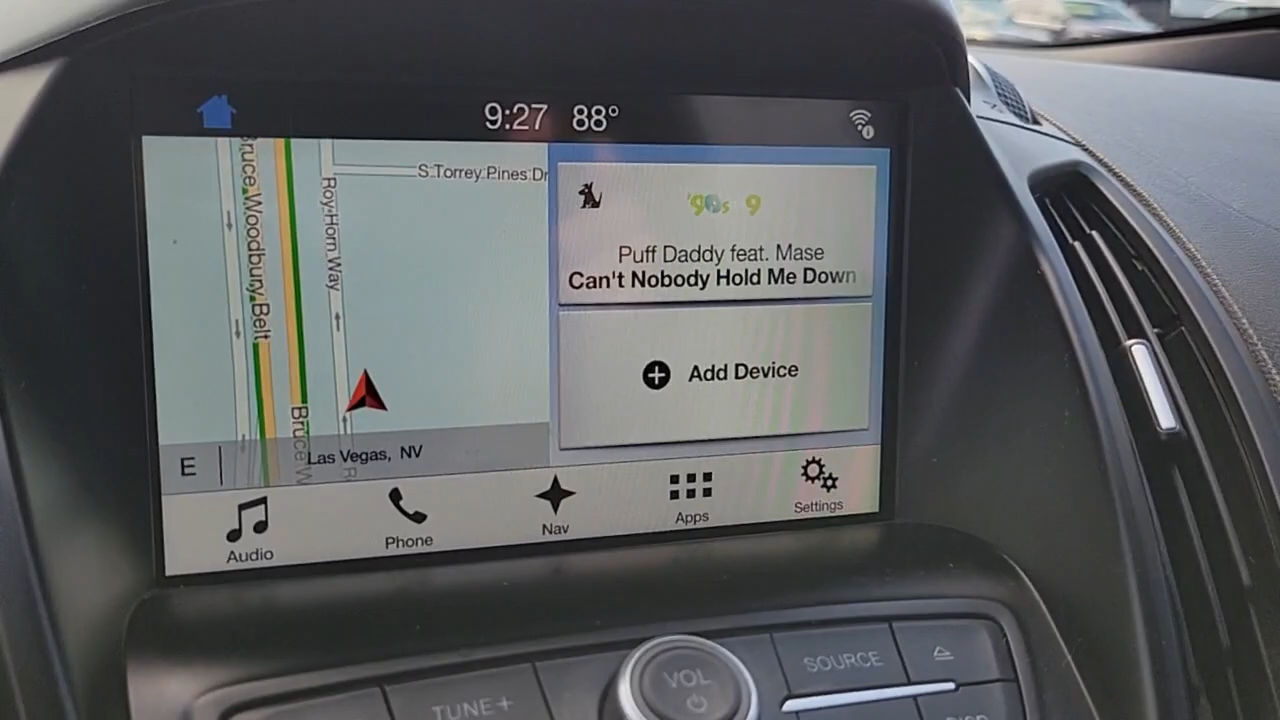 9:27 88°
S Torrey Pines Dr
Bruce Woodbury Belt
Roy Horn Way
Bruce W
R
E
Las Vegas, NV
'90s 9
Puff Daddy feat. Mase
Can't Nobody Hold Me Down
Add Device
Audio
Phone
Nav
Apps
Settings
TUNE+
VOL
SOURCE